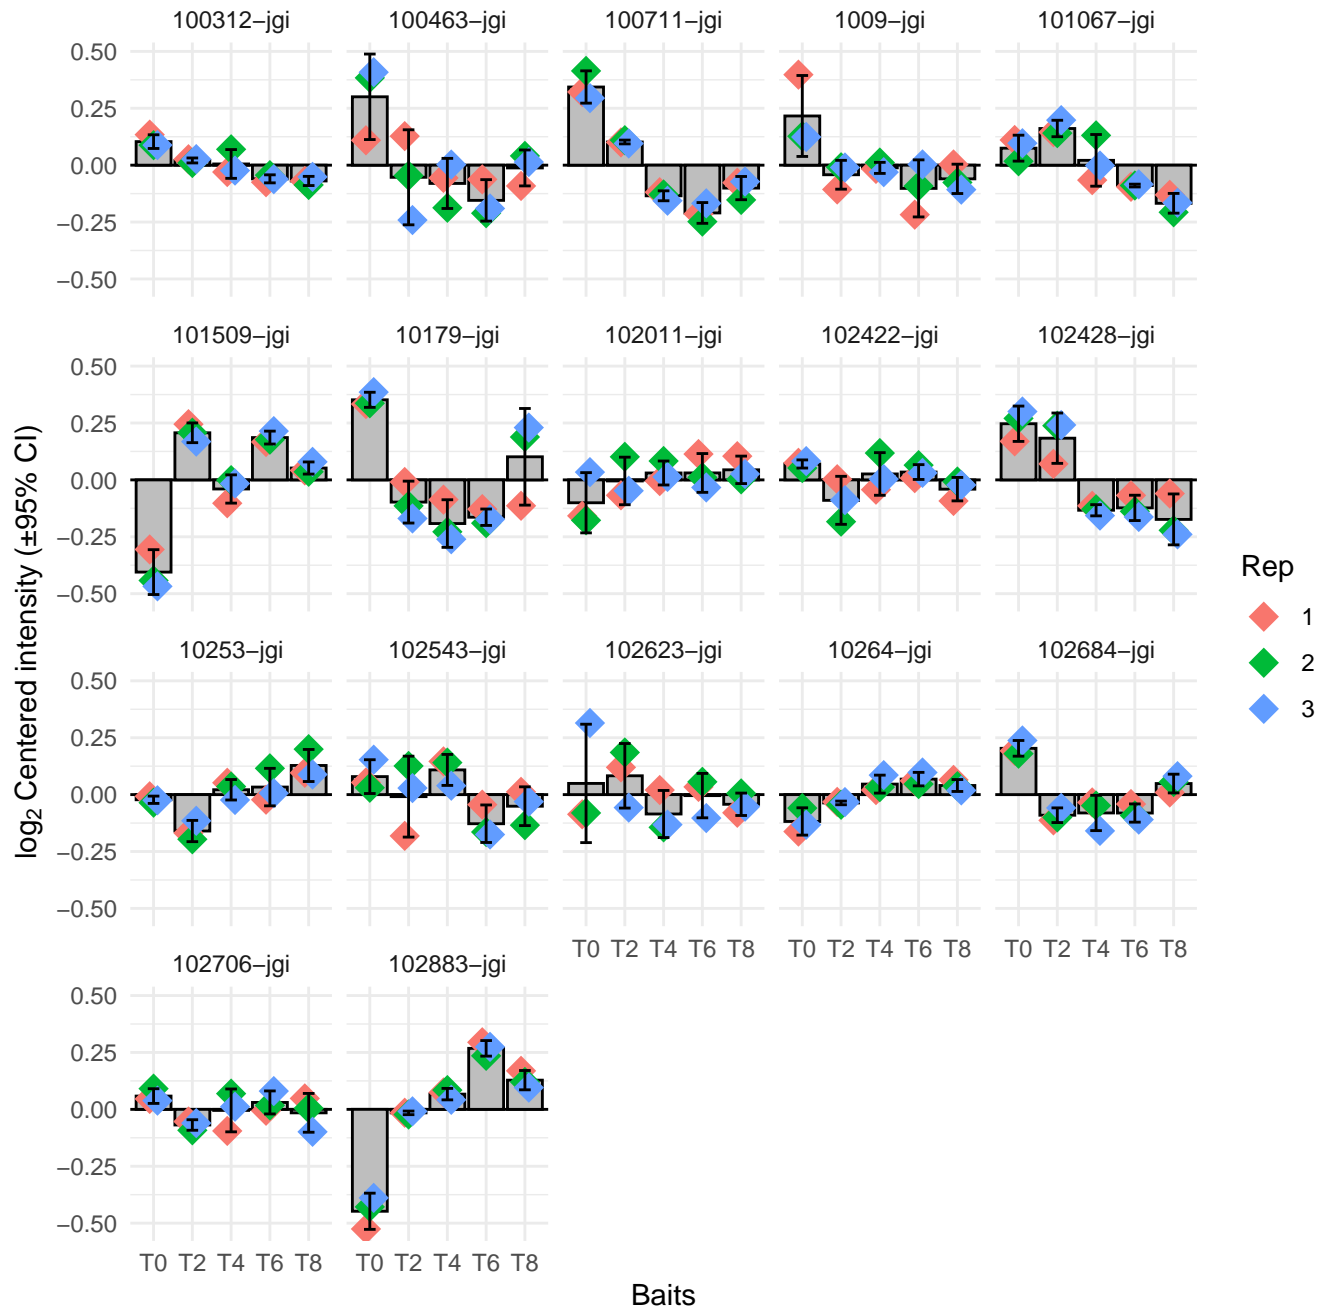 100312−jgi 100463−jgi 100711−jgi 1009−jgi 101067−jgi
0.50
0.25
0.00
−0.25
−0.50
101509−jgi 10179−jgi 102011−jgi 102422−jgi 102428−jgi
0.50
0.25
0.00
−0.25
−0.50
10253−jgi 102543−jgi 102623−jgi 10264−jgi 102684−jgi
0.50
0.25
0.00
−0.25
−0.50
T0 T2 T4 T6 T8 T0 T2 T4 T6 T8 T0 T2 T4 T6 T8
102706−jgi 102883−jgi
0.50
0.25
0.00
−0.25
−0.50
T0 T2 T4 T6 T8 T0 T2 T4 T6 T8
Baits
log₂ Centered intensity (±95% CI)
Rep
1
2
3